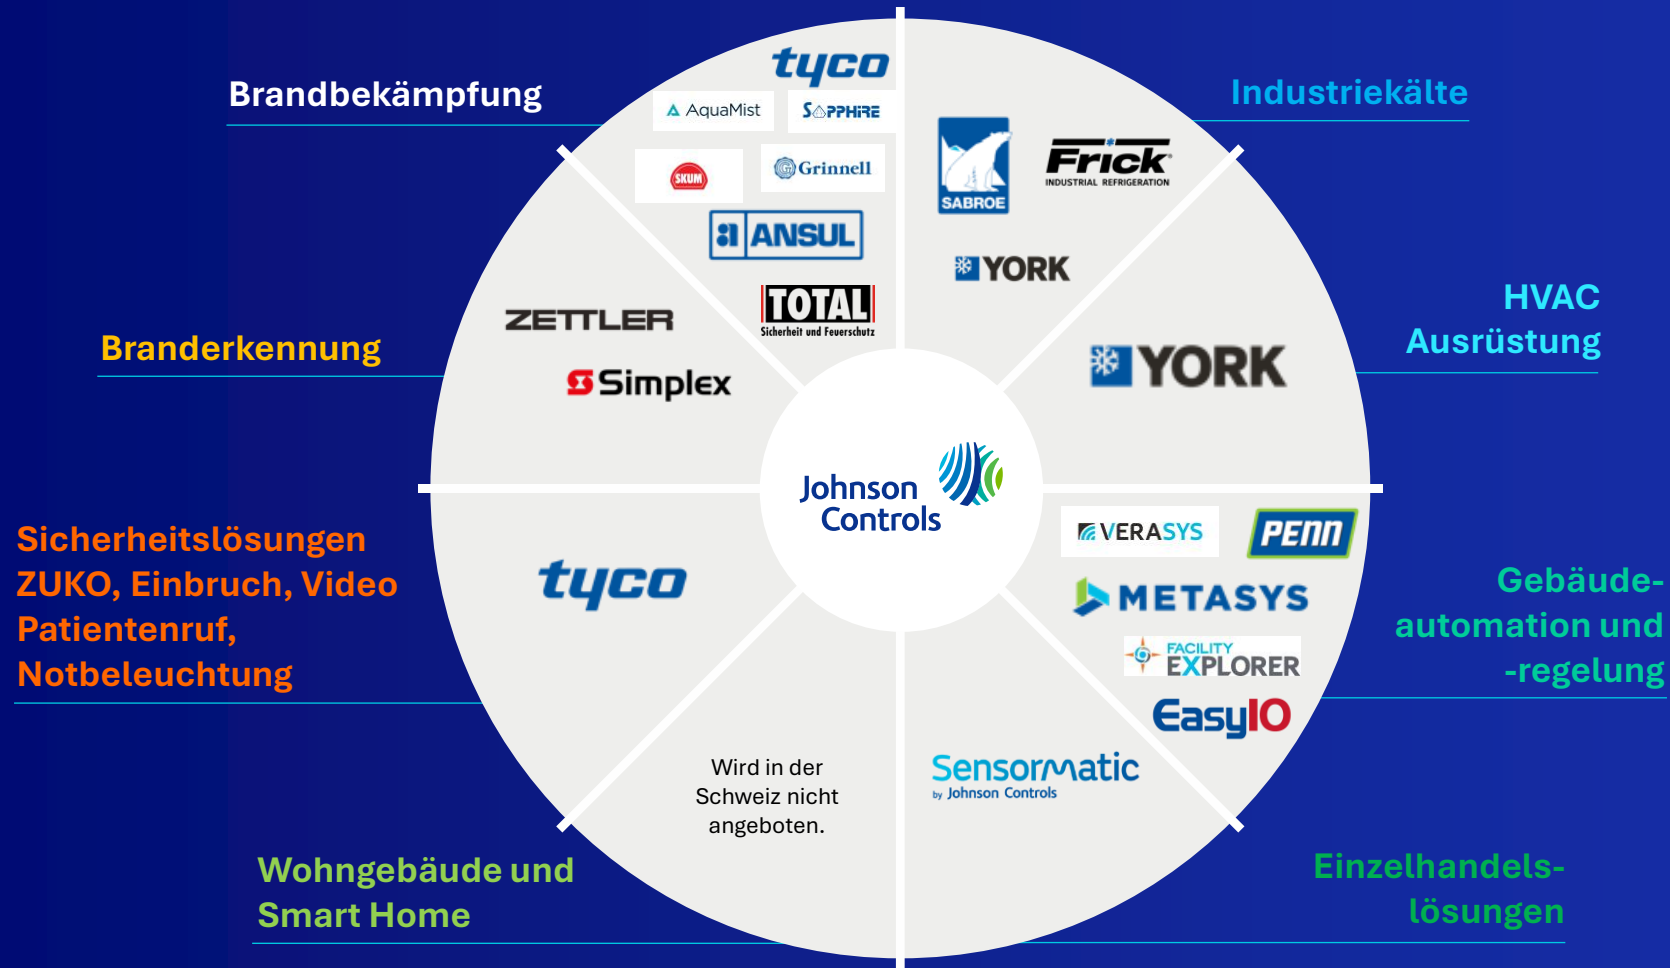 Brandbekämpfung
tyco
AquaMist
SAPPHIRE
SKUM
Grinnell
ANSUL
TOTAL
Sicherheit und Feuerschutz
Industriekälte
SABROE
Frick
INDUSTRIAL REFRIGERATION
YORK
HVAC
Ausrüstung
YORK
Branderkennung
ZETTLER
Simplex
Johnson
Controls
Sicherheitslösungen
ZUKO, Einbruch, Video
Patientenruf,
Notbeleuchtung
tyco
VERASYS
PENN
METASYS
FACILITY
EXPLORER
EasyIO
Gebäude-
automation und
-regelung
Wohngebäude und
Smart Home
Wird in der
Schweiz nicht
angeboten.
Sensormatic
by Johnson Controls
Einzelhandels-
lösungen